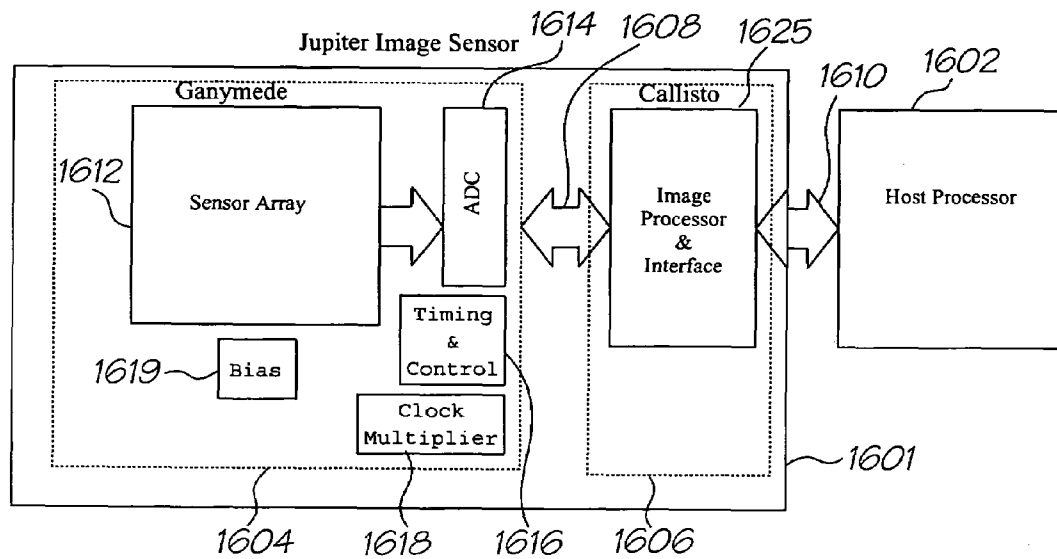 Jupiter Image Sensor
1614
1608
1625
1610
1602
Ganymede
Callisto
1612
Sensor Array
ADC
Image
Processor
&
Interface
Host Processor
Timing
&
Control
1619
Bias
Clock
Multiplier
1601
1604
1618
1616
1606